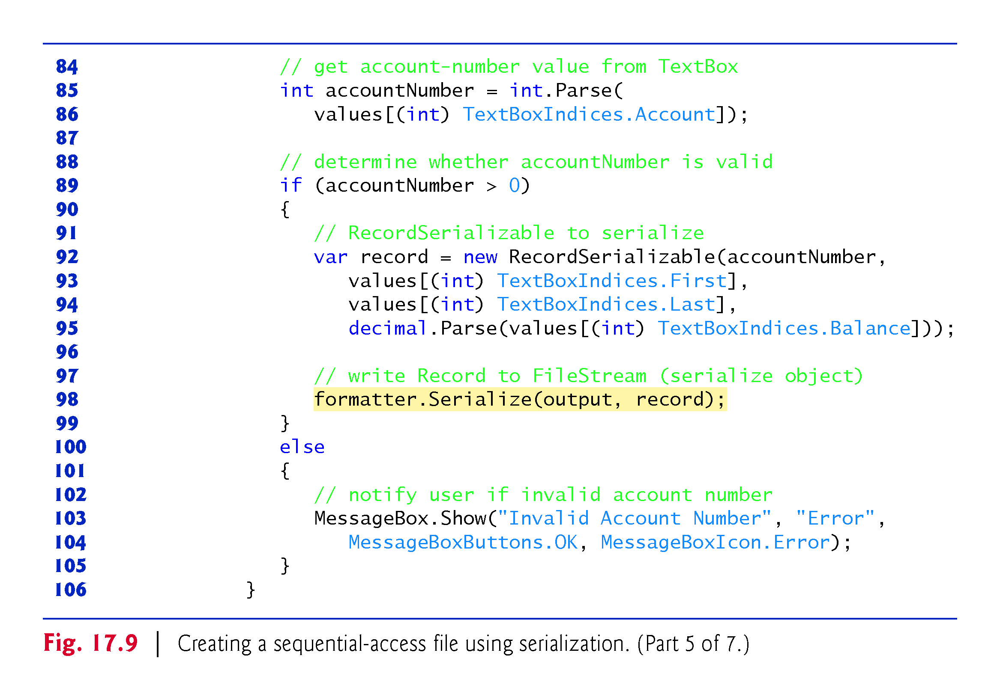 84 // get account-number value from TextBox
85 int accountNumber = int.Parse(
86 values[(int) TextBoxIndices.Account]);
87
88 // determine whether accountNumber is valid
89 if (accountNumber > 0)
90 {
91 // RecordSerializable to serialize
92 var record = new RecordSerializable(accountNumber,
93 values[(int) TextBoxIndices.First],
94 values[(int) TextBoxIndices.Last],
95 decimal.Parse(values[(int) TextBoxIndices.Balance]));
96
97 // write Record to FileStream (serialize object)
98 formatter.Serialize(output, record);
99 }
100 else
101 {
102 // notify user if invalid account number
103 MessageBox.Show("Invalid Account Number", "Error",
104 MessageBoxButtons.OK, MessageBoxIcon.Error);
105 }
106 }
Fig. 17.9 | Creating a sequential-access file using serialization. (Part 5 of 7.)